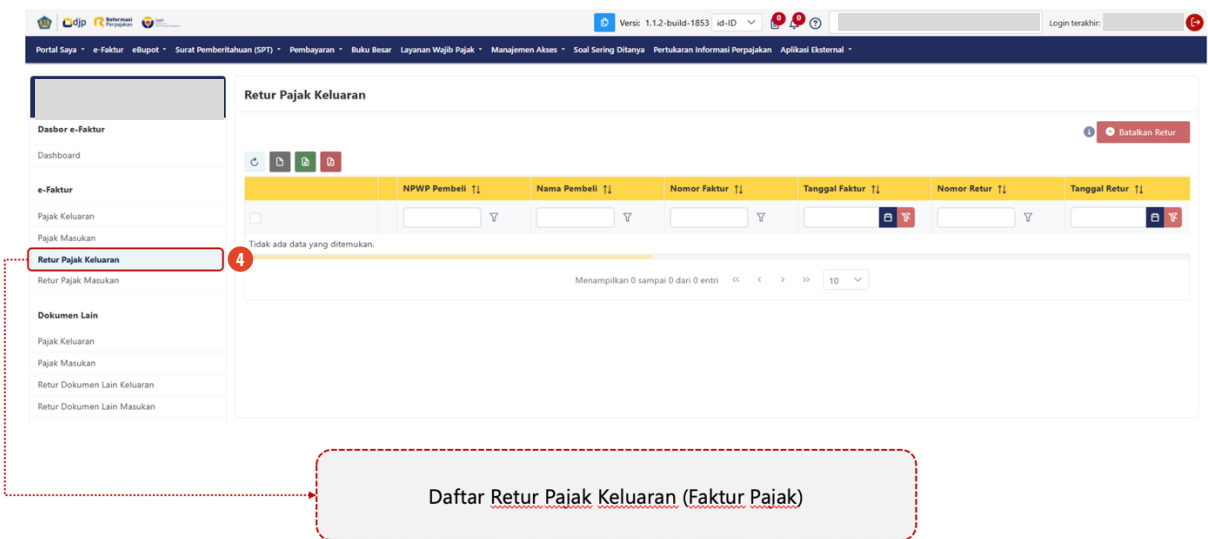 djp Reformasi Perpajakan Versi: 1.1.2-build-1853 id-ID 0 0 Login terakhir:
Portal Saya e-Faktur eBupot Surat Pemberitahuan (SPT) Pembayaran Buku Besar Layanan Wajib Pajak Manajemen Akses Soal Sering Ditanya Pertukaran Informasi Perpajakan Aplikasi Eksternal
Retur Pajak Keluaran
Dasbor e-Faktur
Batalkan Retur
Dashboard
e-Faktur
NPWP Pembeli Nama Pembeli Nomor Faktur Tanggal Faktur Nomor Retur Tanggal Retur
Pajak Keluaran
Pajak Masukan
Tidak ada data yang ditemukan.
Retur Pajak Keluaran 4
Retur Pajak Masukan
Menampilkan 0 sampai 0 dari 0 entri << < > >> 10
Dokumen Lain
Pajak Keluaran
Pajak Masukan
Retur Dokumen Lain Keluaran
Retur Dokumen Lain Masukan
Daftar Retur Pajak Keluaran (Faktur Pajak)